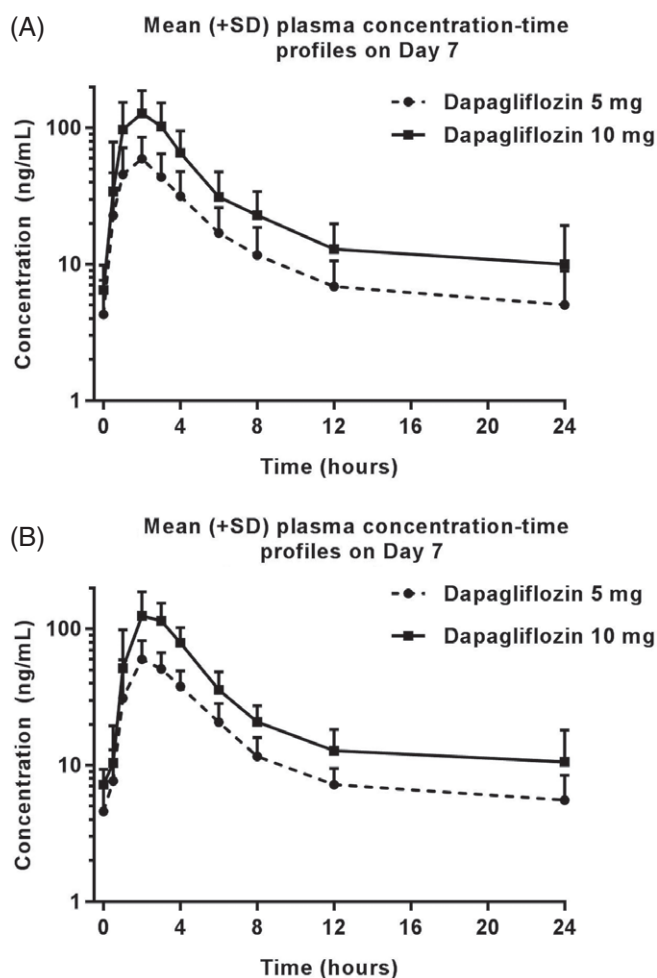 (A)
Mean (+SD) plasma concentration-time
profiles on Day 7
Dapagliflozin 5 mg
Dapagliflozin 10 mg
Concentration (ng/mL)
100
10
1
0 4 8 12 16 20 24
Time (hours)
(B)
Mean (+SD) plasma concentration-time
profiles on Day 7
Dapagliflozin 5 mg
Dapagliflozin 10 mg
Concentration (ng/mL)
100
10
1
0 4 8 12 16 20 24
Time (hours)